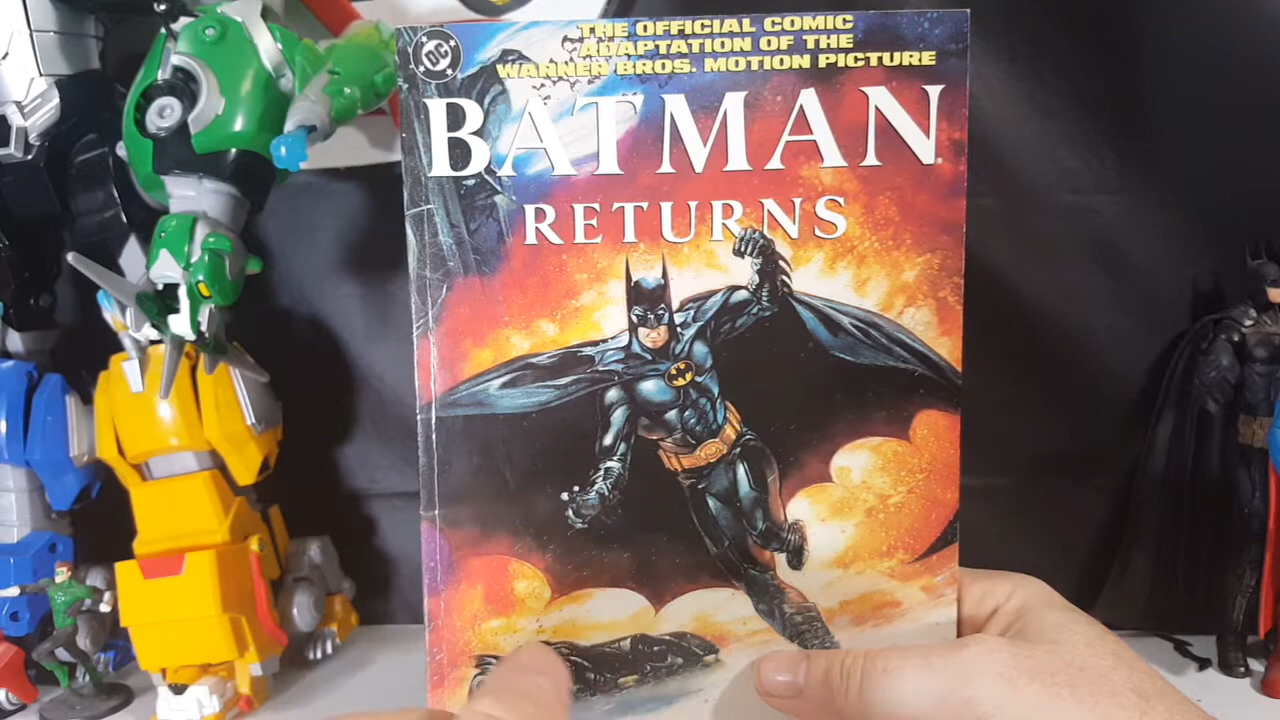 DC
THE OFFICIAL COMIC
ADAPTATION OF THE
WARNER BROS. MOTION PICTURE
BATMAN
RETURNS